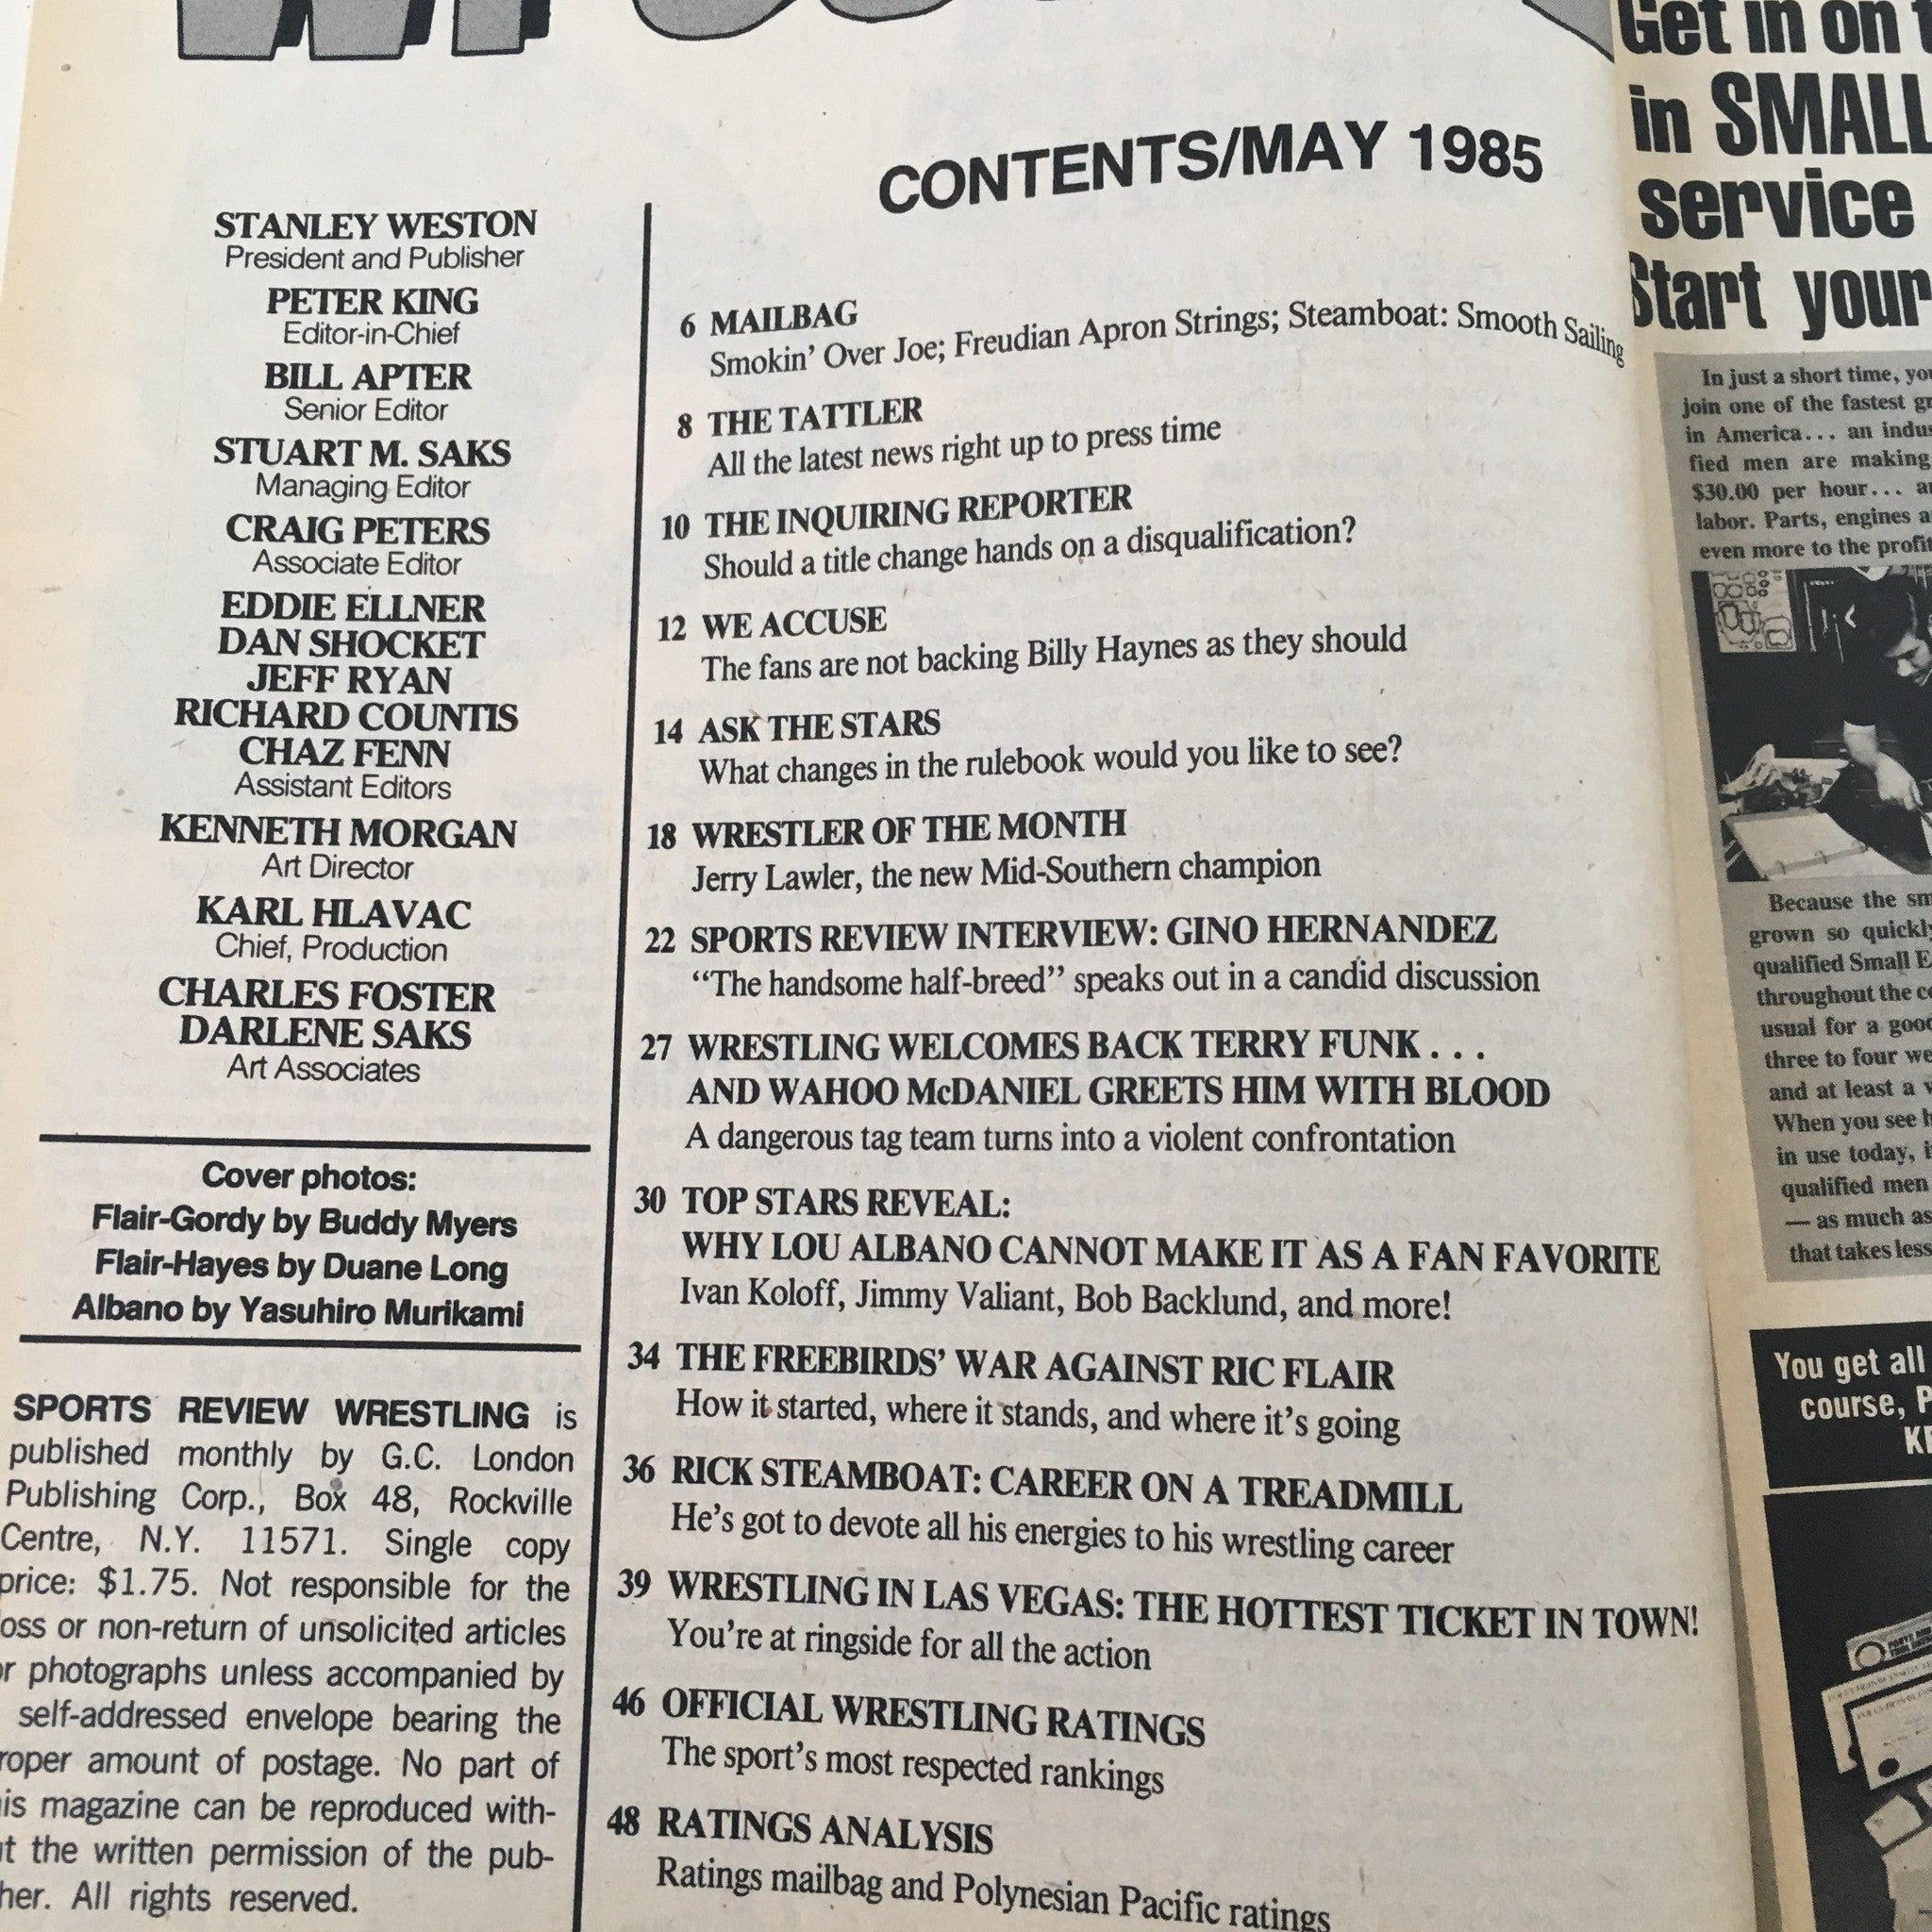 CONTENTS/MAY 1985
STANLEY WESTON
President and Publisher
PETER KING
Editor-in-Chief
BILL APTER
Senior Editor
STUART M. SAKS
Managing Editor
CRAIG PETERS
Associate Editor
EDDIE ELLNER
DAN SHOCKET
JEFF RYAN
RICHARD COUNTIS
CHAZ FENN
Assistant Editors
KENNETH MORGAN
Art Director
KARL HLAVAC
Chief, Production
CHARLES FOSTER
DARLENE SAKS
Art Associates
Cover photos:
Flair-Gordy by Buddy Myers
Flair-Hayes by Duane Long
Albano by Yasuhiro Murikami
SPORTS REVIEW WRESTLING is
published monthly by G.C. London
Publishing Corp., Box 48, Rockville
Centre, N.Y. 11571. Single copy
price: $1.75. Not responsible for the
oss or non-return of unsolicited articles
or photographs unless accompanied by
self-addressed envelope bearing the
roper amount of postage. No part of
is magazine can be reproduced with-
t the written permission of the pub-
her. All rights reserved.
6 MAILBAG
Smokin' Over Joe; Freudian Apron Strings; Steamboat: Smooth Sailing
8 THE TATTLER
All the latest news right up to press time
10 THE INQUIRING REPORTER
Should a title change hands on a disqualification?
12 WE ACCUSE
The fans are not backing Billy Haynes as they should
14 ASK THE STARS
What changes in the rulebook would you like to see?
18 WRESTLER OF THE MONTH
Jerry Lawler, the new Mid-Southern champion
22 SPORTS REVIEW INTERVIEW: GINO HERNANDEZ
"The handsome half-breed" speaks out in a candid discussion
27 WRESTLING WELCOMES BACK TERRY FUNK . . .
AND WAHOO McDANIEL GREETS HIM WITH BLOOD
A dangerous tag team turns into a violent confrontation
30 TOP STARS REVEAL:
WHY LOU ALBANO CANNOT MAKE IT AS A FAN FAVORITE
Ivan Koloff, Jimmy Valiant, Bob Backlund, and more!
34 THE FREEBIRDS' WAR AGAINST RIC FLAIR
How it started, where it stands, and where it's going
36 RICK STEAMBOAT: CAREER ON A TREADMILL
He's got to devote all his energies to his wrestling career
39 WRESTLING IN LAS VEGAS: THE HOTTEST TICKET IN TOWN!
You're at ringside for all the action
46 OFFICIAL WRESTLING RATINGS
The sport's most respected rankings
48 RATINGS ANALYSIS
Ratings mailbag and Polynesian Pacific ratings
Get in on t
in SMALL
service
Start your
In just a short time, you
join one of the fastest gr
in America... an indus
fied men are making
$30.00 per hour... a
labor. Parts, engines a
even more to the profit
Because the sm
grown so quickly
qualified Small E
throughout the co
usual for a good
three to four we
and at least a v
When you see h
in use today, i
qualified men
— as much as
that takes less
You get all
course, P
K